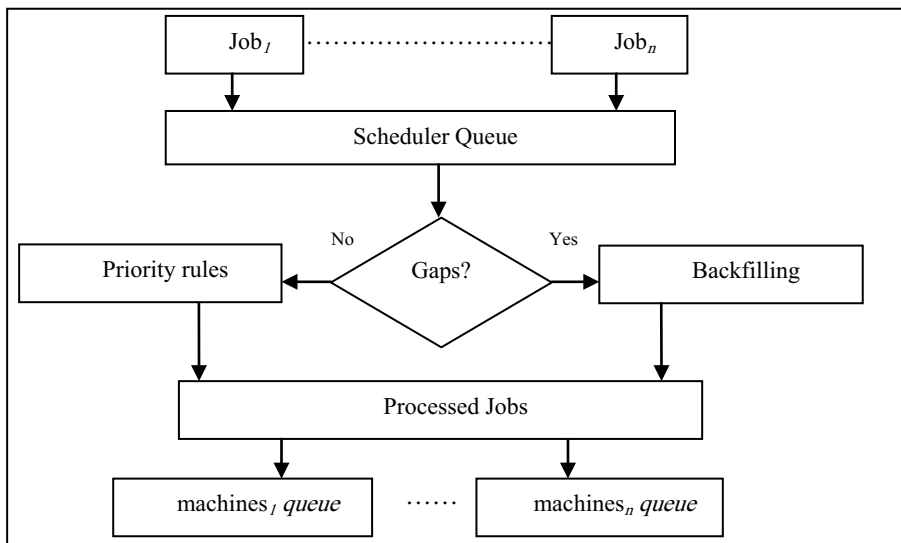 Job1 ........................... Jobn
Scheduler Queue
No Yes
Priority rules Gaps? Backfilling
Processed Jobs
machines1 queue ...... machinesn queue